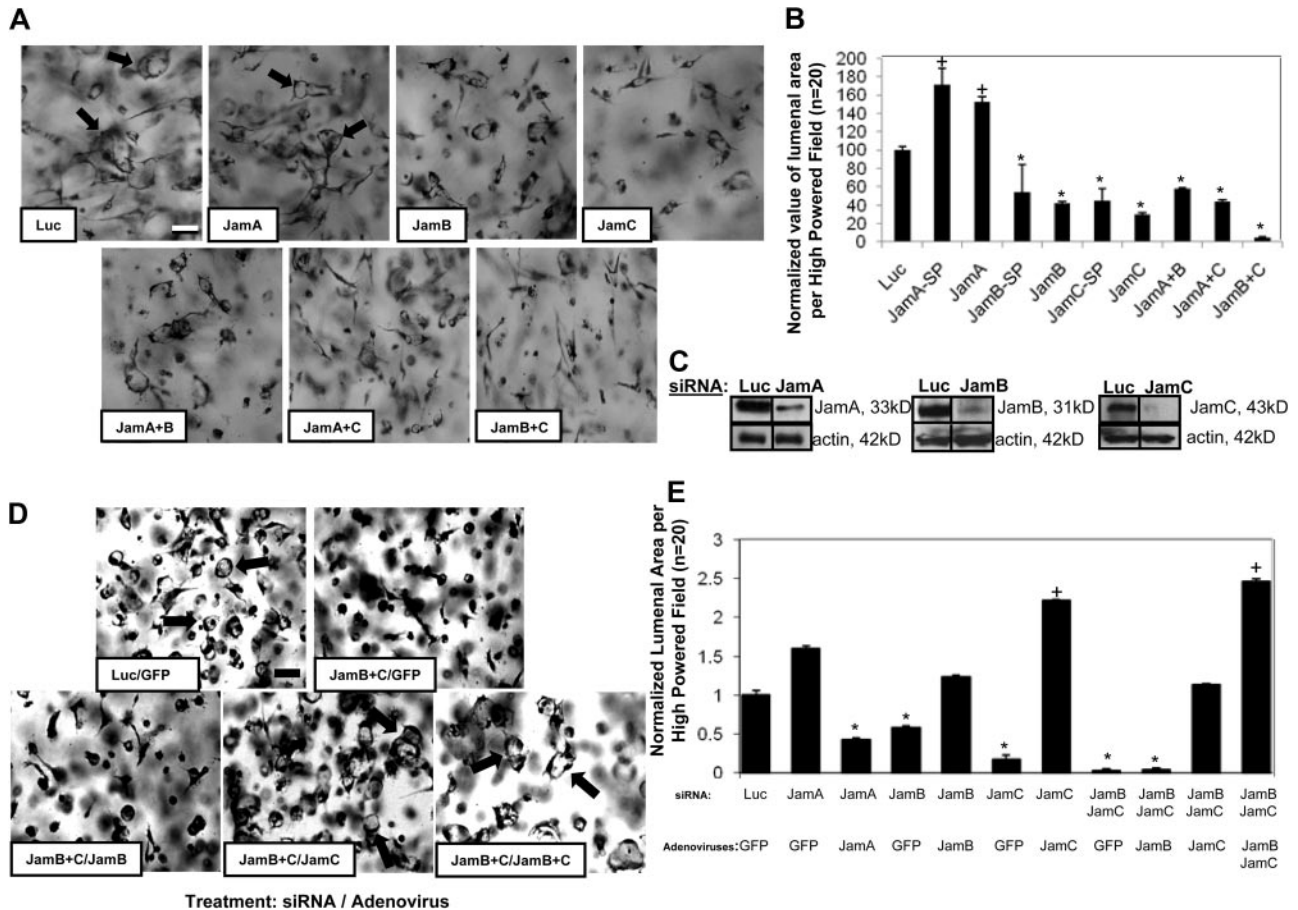 A
Luc
JamA
JamB
JamC
JamA+B
JamA+C
JamB+C
B
Normalized value of lumenal area
per High Powered Field (n=20)
200
180
160
140
120
100
80
60
40
20
0
+
+
*
*
*
*
*
*
*
Luc
JamA-SP
JamA
JamB-SP
JamB
JamC-SP
JamC
JamA+B
JamA+C
JamB+C
C
siRNA: Luc JamA
JamA, 33kD
actin, 42kD
Luc JamB
JamB, 31kD
actin, 42kD
Luc JamC
JamC, 43kD
actin, 42kD
D
Luc/GFP
JamB+C/GFP
JamB+C/JamB
JamB+C/JamC
JamB+C/JamB+C
Treatment: siRNA / Adenovirus
E
Normalized Lumenal Area per
High Powered Field (n=20)
3
2.5
2
1.5
1
0.5
0
*
*
*
+
*
*
+
siRNA: Luc JamA JamA JamB JamB JamC JamC JamB JamB JamB JamB
JamC JamC JamC JamC
Adenoviruses: GFP GFP JamA GFP JamB GFP JamC GFP JamB JamC JamB
JamC